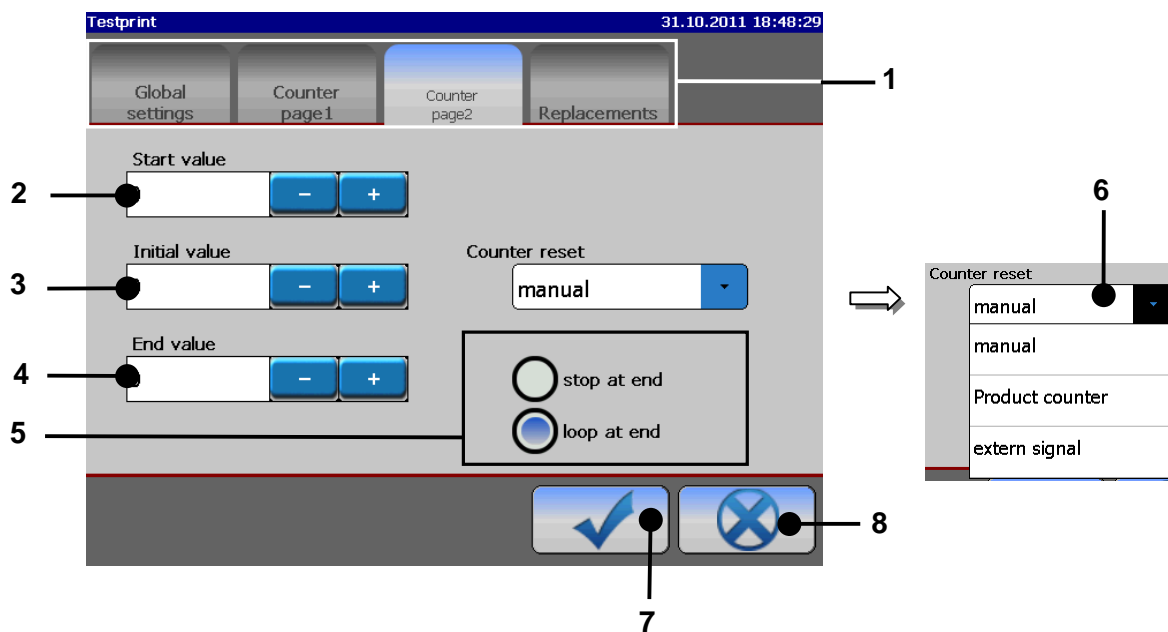 Testprint 31.10.2011 18:48:29
Global settings
Counter page1
Counter page2
Replacements
1
Start value
2
- +
Initial value
3
- +
Counter reset
manual
End value
4
- +
5
stop at end
loop at end
6
Counter reset
manual
manual
Product counter
extern signal
7
8